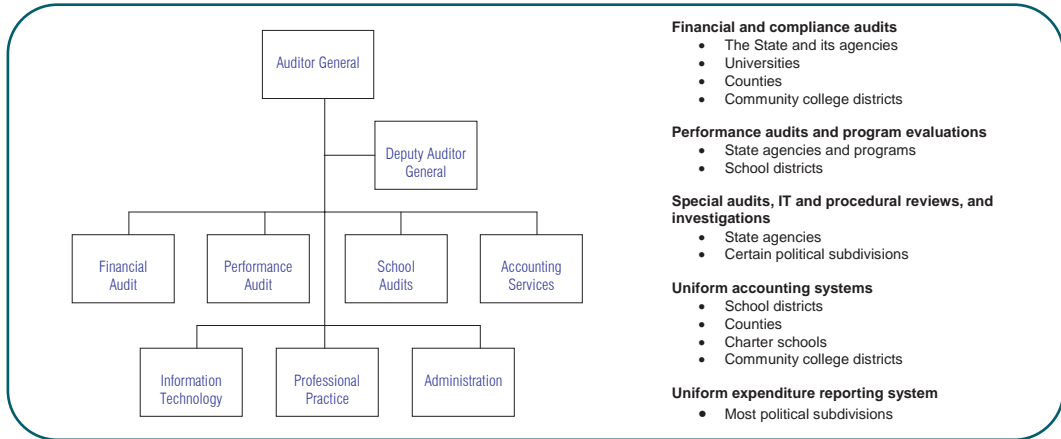 Auditor General
Deputy Auditor
General
Financial
Audit
Performance
Audit
School
Audits
Accounting
Services
Information
Technology
Professional
Practice
Administration
Financial and compliance audits
• The State and its agencies
• Universities
• Counties
• Community college districts
Performance audits and program evaluations
• State agencies and programs
• School districts
Special audits, IT and procedural reviews, and
investigations
• State agencies
• Certain political subdivisions
Uniform accounting systems
• School districts
• Counties
• Charter schools
• Community college districts
Uniform expenditure reporting system
• Most political subdivisions